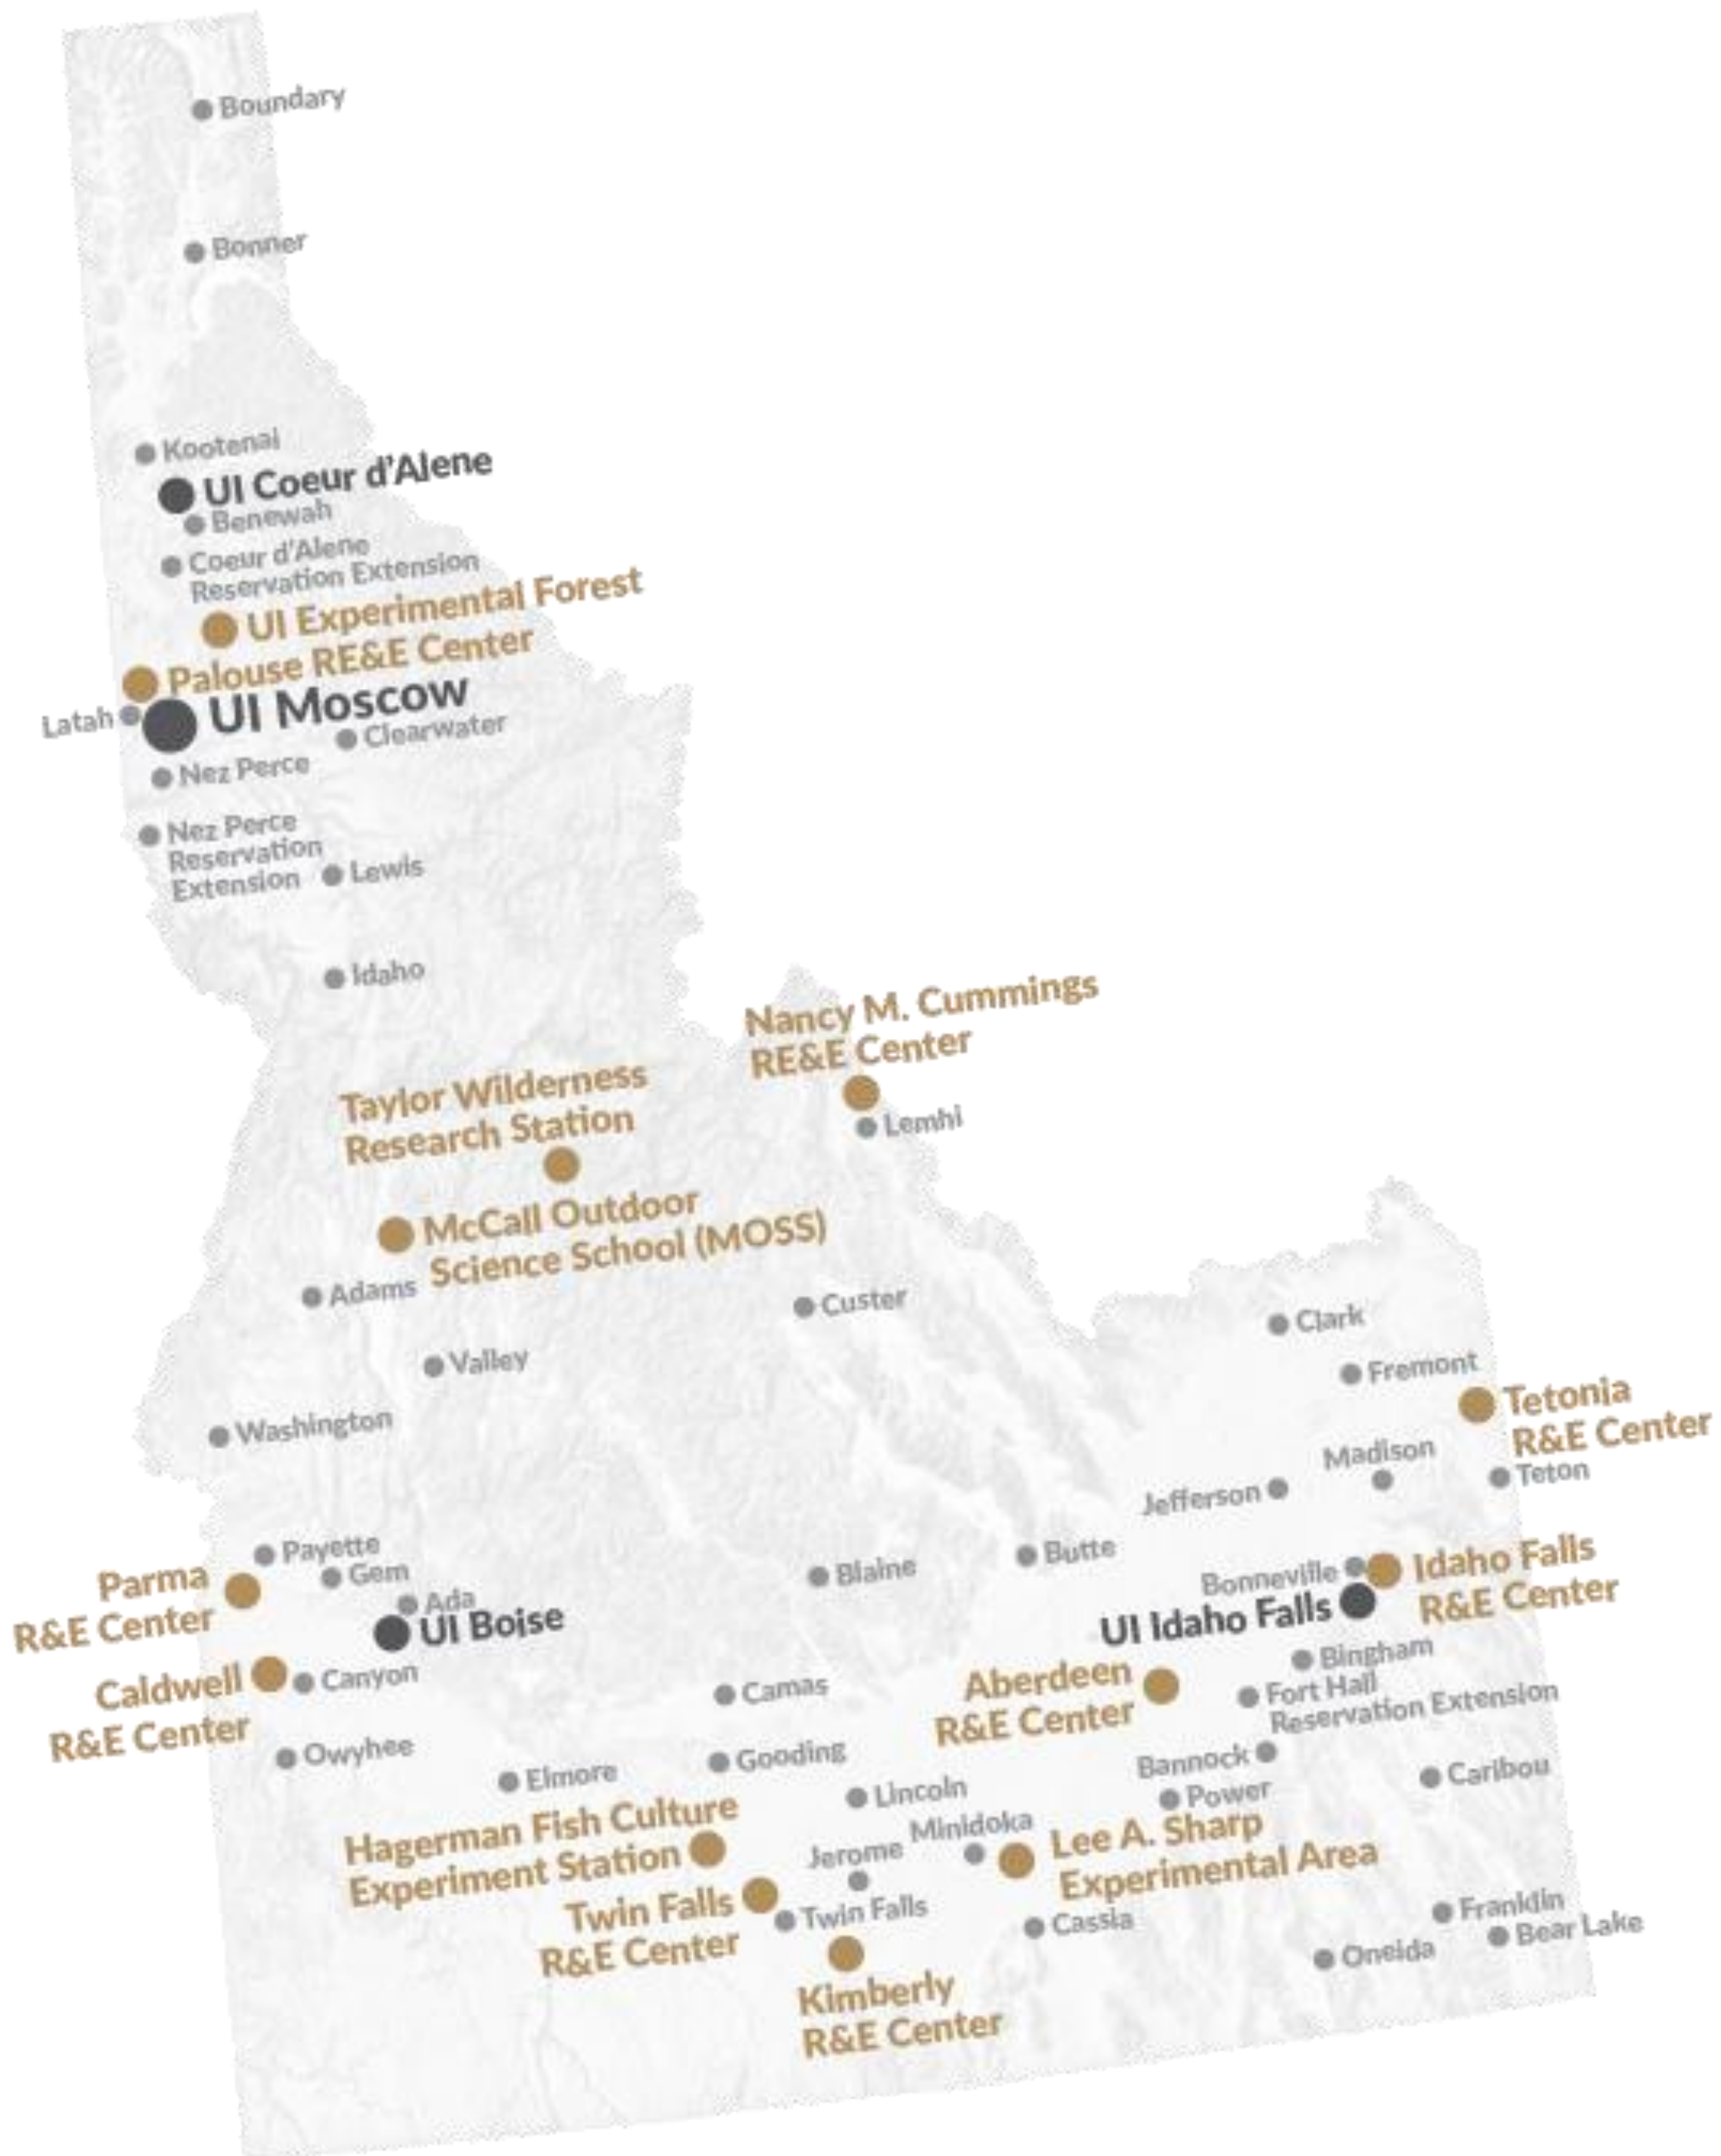 Boundary
Bonner
Kootenai
UI Coeur d'Alene
Benewah
Coeur d'Alene
Reservation Extension
UI Experimental Forest
Palouse RE&E Center
UI Moscow
Latah
Clearwater
Nez Perce
Nez Perce
Reservation
Extension
Lewis
Idaho
Nancy M. Cummings
RE&E Center
Lemhi
Taylor Wilderness
Research Station
McCall Outdoor
Science School (MOSS)
Adams
Custer
Clark
Valley
Fremont
Tetonia
R&E Center
Washington
Madison
Teton
Jefferson
Payette
Gem
Parma
R&E Center
Ada
UI Boise
Blaine
Butte
Bonneville
Idaho Falls
R&E Center
UI Idaho Falls
Caldwell
R&E Center
Canyon
Camas
Aberdeen
R&E Center
Bingham
Fort Hall
Reservation Extension
Owyhee
Elmore
Gooding
Bannock
Caribou
Lincoln
Power
Hagerman Fish Culture
Experiment Station
Jerome
Minidoka
Lee A. Sharp
Experimental Area
Twin Falls
R&E Center
Twin Falls
Cassia
Franklin
Bear Lake
Oneida
Kimberly
R&E Center